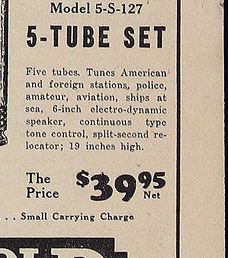 Model 5-S-127
5-TUBE SET
Five tubes. Tunes American
and foreign stations, police,
amateur, aviation, ships at
sea, 6-inch electro-dynamic
speaker, continuous type
tone control, split-second re-
locator; 19 inches high.
The Price $39.95 Net
... Small Carrying Charge